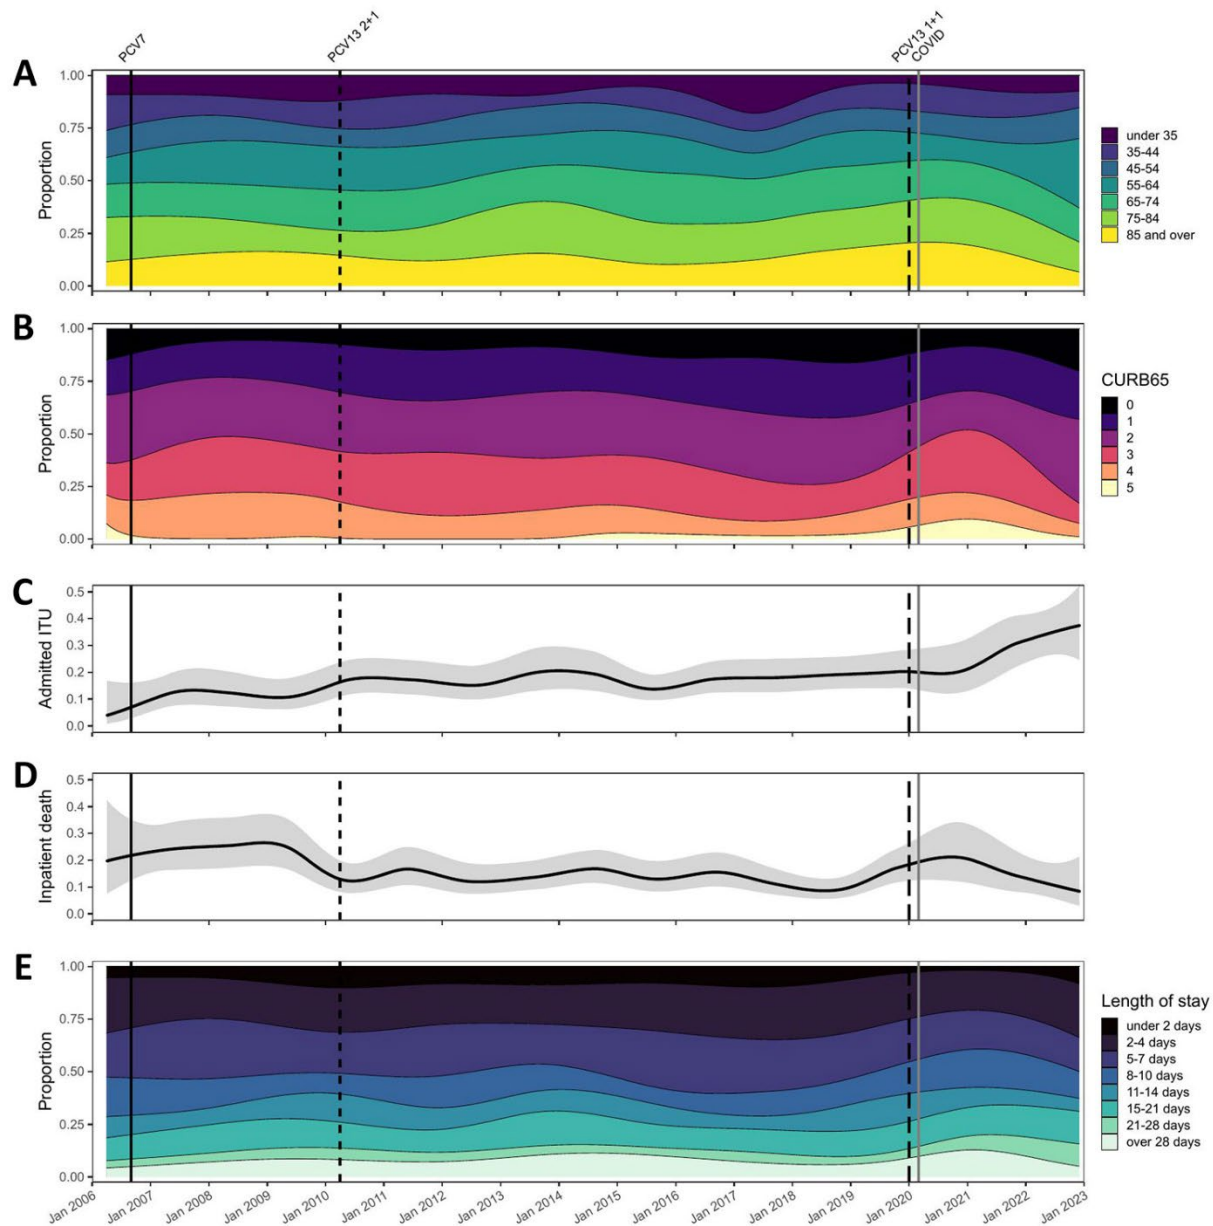 PCV7
PCV13 2+1
PCV13 1+1
COVID
A
Proportion
1.00
0.75
0.50
0.25
0.00
under 35
35-44
45-54
55-64
65-74
75-84
85 and over
B
Proportion
1.00
0.75
0.50
0.25
0.00
CURB65
0
1
2
3
4
5
C
Admitted ITU
0.5
0.4
0.3
0.2
0.1
0.0
D
Inpatient death
0.5
0.4
0.3
0.2
0.1
0.0
E
Proportion
1.00
0.75
0.50
0.25
0.00
Length of stay
under 2 days
2-4 days
5-7 days
8-10 days
11-14 days
15-21 days
21-28 days
over 28 days
Jan 2006
Jan 2007
Jan 2008
Jan 2009
Jan 2010
Jan 2011
Jan 2012
Jan 2013
Jan 2014
Jan 2015
Jan 2016
Jan 2017
Jan 2018
Jan 2019
Jan 2020
Jan 2021
Jan 2022
Jan 2023